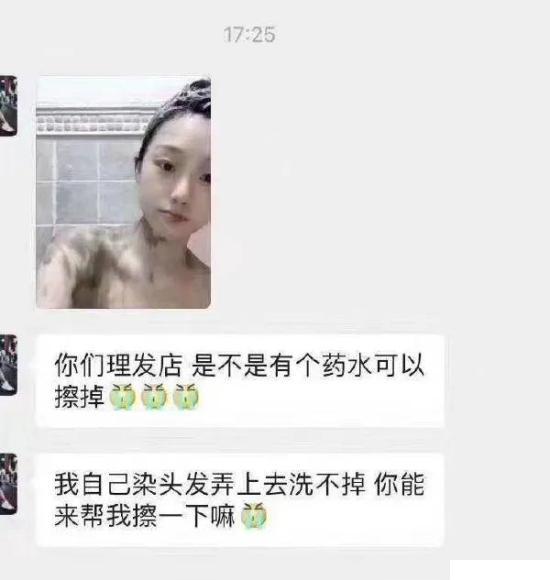 17:25
你们理发店 是不是有个药水可以
擦掉
我自己染头发弄上去洗不掉 你能
来帮我擦一下嘛